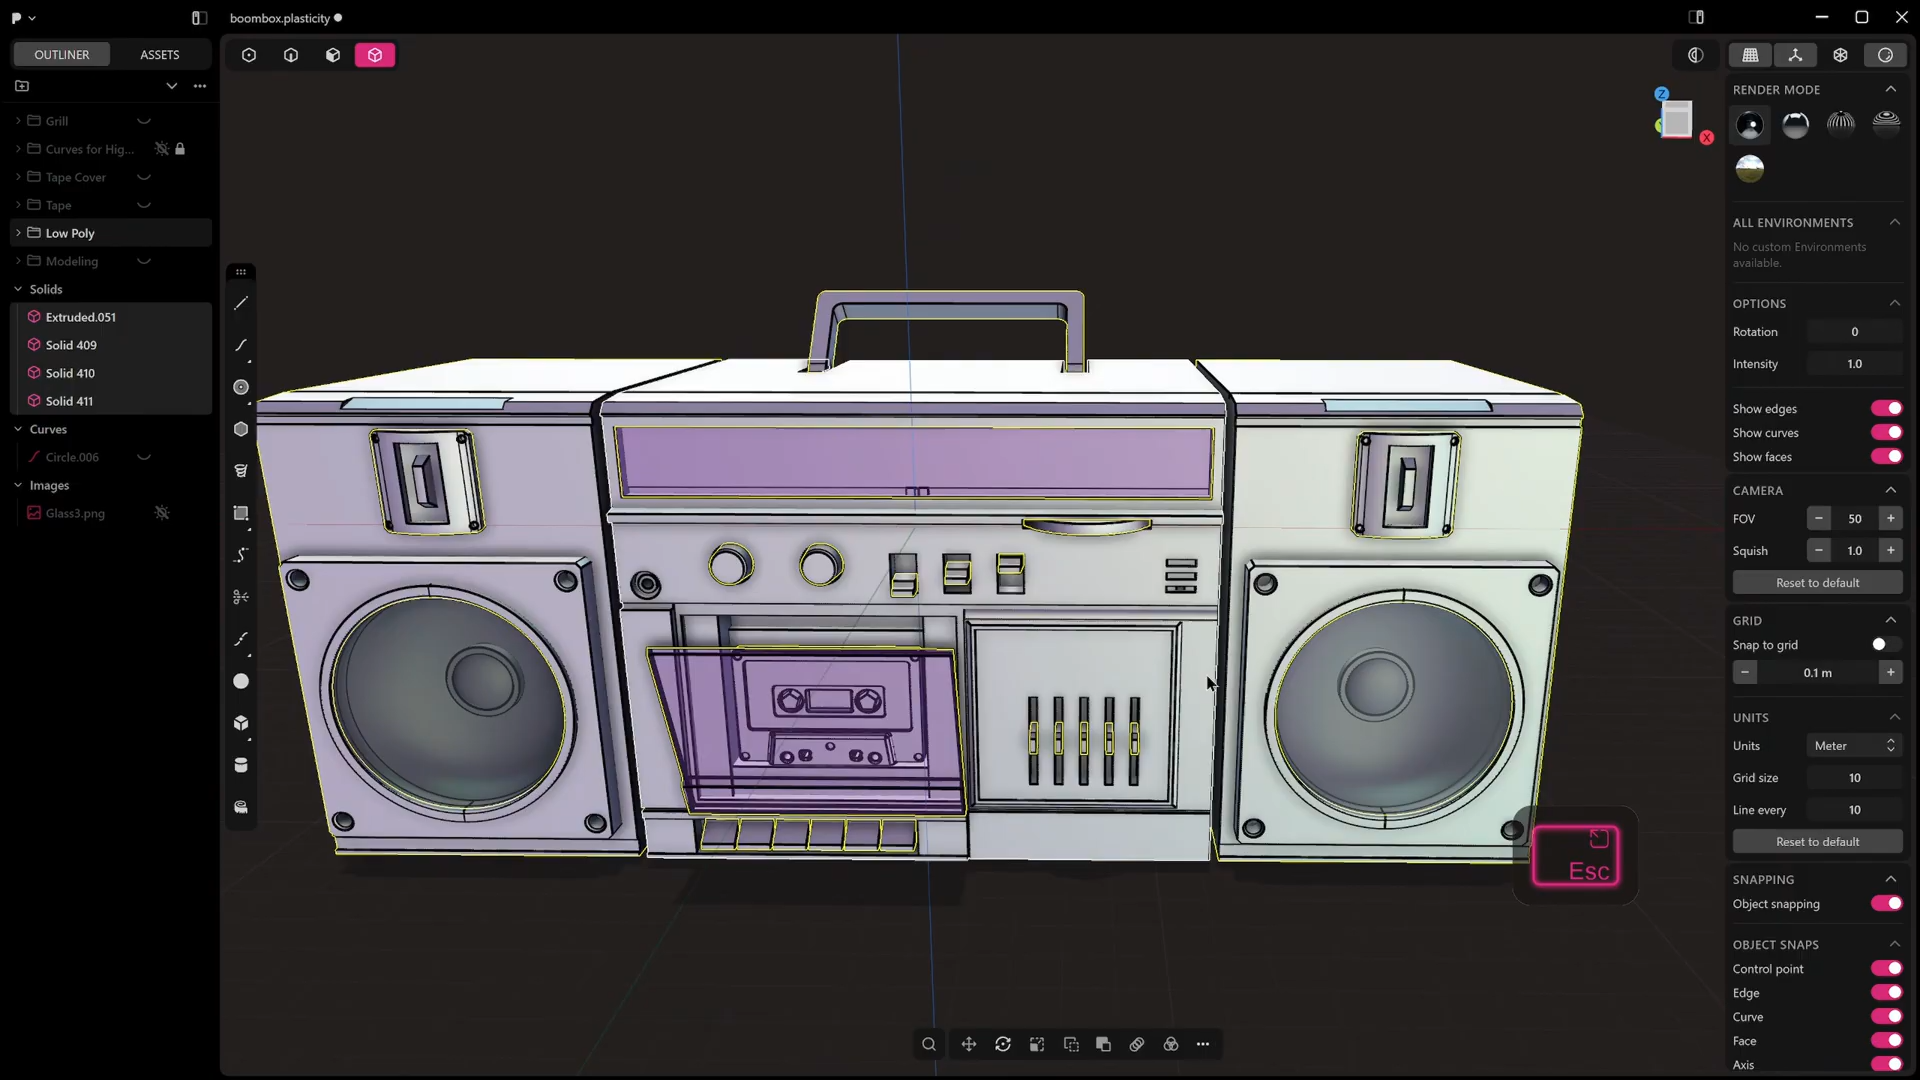 boombox.plasticity
OUTLINER
ASSETS
Grill
Curves for Hig...
Tape Cover
Tape
Low Poly
Modeling
Solids
Extruded.051
Solid 409
Solid 410
Solid 411
Curves
Circle.006
Images
Glass3.png
Z
X
Esc
RENDER MODE
ALL ENVIRONMENTS
No custom Environments
available.
OPTIONS
Rotation 0
Intensity 1.0
Show edges
Show curves
Show faces
CAMERA
FOV − 50 +
Squish − 1.0 +
Reset to default
GRID
Snap to grid
− 0.1 m +
UNITS
Units Meter
Grid size 10
Line every 10
Reset to default
SNAPPING
Object snapping
OBJECT SNAPS
Control point
Edge
Curve
Face
Axis